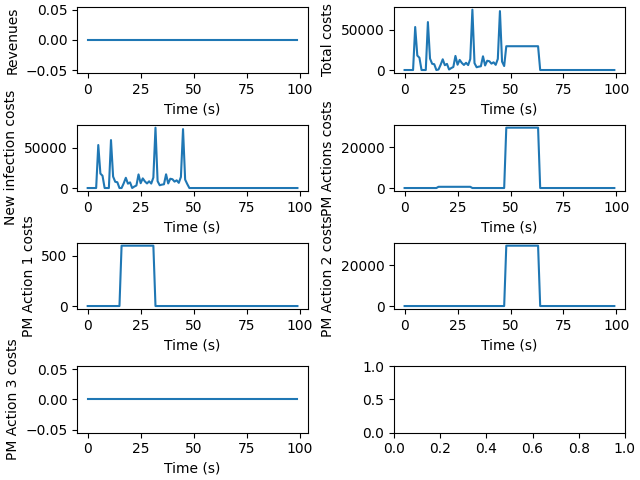 Revenues
0.05
0.00
−0.05
0 25 50 75 100
Time (s)
Total costs
50000
0
0 25 50 75 100
Time (s)
New infection costs
50000
0
0 25 50 75 100
Time (s)
PM Actions costs
20000
0
0 25 50 75 100
Time (s)
PM Action 1 costs
500
0
0 25 50 75 100
Time (s)
PM Action 2 costs
20000
0
0 25 50 75 100
Time (s)
PM Action 3 costs
0.05
0.00
−0.05
0 25 50 75 100
Time (s)
1.0
0.5
0.0
0.0 0.2 0.4 0.6 0.8 1.0